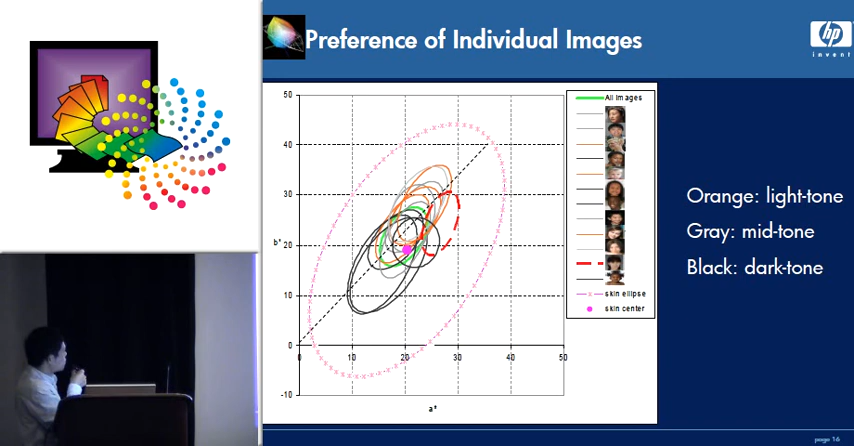 Preference of Individual Images
hp
invent
50
40
30
20
10
0
-10
b*
0
10
20
30
40
50
a*
All Images
skin ellipse
skin center
Orange: light-tone
Gray: mid-tone
Black: dark-tone
page 16